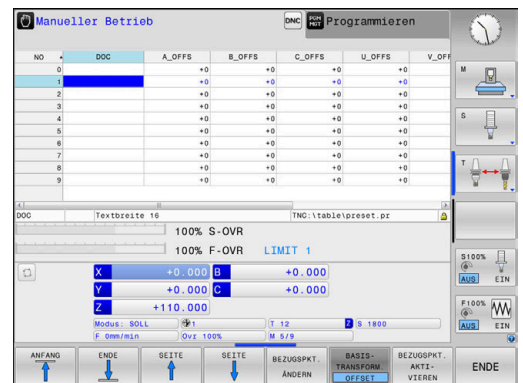 Manueller Betrieb
DNC
PGM MGT
Programmieren
NO DOC A_OFFS B_OFFS C_OFFS U_OFFS V_OFF
0 +0 +0 +0 +0
1 +0 +0 +0 +0
2 +0 +0 +0 +0
3 +0 +0 +0 +0
4 +0 +0 +0 +0
5 +0 +0 +0 +0
6 +0 +0 +0 +0
7 +0 +0 +0 +0
8 +0 +0 +0 +0
9 +0 +0 +0 +0
DOC Textbreite 16 TNC:\table\preset.pr
100% S-OVR
100% F-OVR LIMIT 1
X +0.000 B +0.000
Y +0.000 C +0.000
Z +110.000
Modus: SOLL 1 T 12 Z S 1800
F 0mm/min Ovr 100% M 5/9
M
S
T
S100%
AUS EIN
F100%
AUS EIN
ANFANG
ENDE
SEITE
SEITE
BEZUGSPKT. ÄNDERN
BASIS-TRANSFORM. OFFSET
BEZUGSPKT. AKTI-VIEREN
ENDE